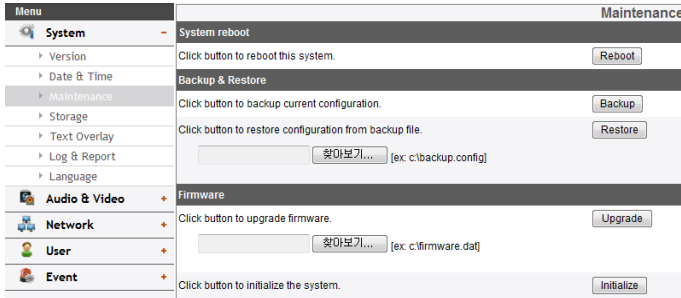 Menu
Maintenance
System -
System reboot
Version
Click button to reboot this system.
Reboot
Date & Time
Backup & Restore
Maintenance
Click button to backup current configuration.
Backup
Storage
Text Overlay
Click button to restore configuration from backup file.
Restore
Log & Report
찾아보기... [ex: c:\backup.config]
Language
Audio & Video +
Firmware
Network +
Click button to upgrade firmware.
Upgrade
User +
찾아보기... [ex: c:\firmware.dat]
Event +
Click button to initialize the system.
Initialize